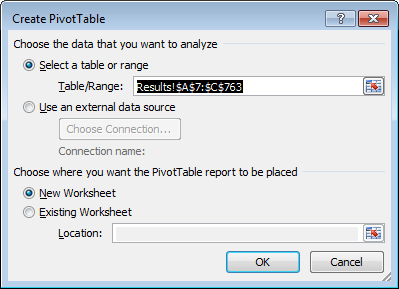 Create PivotTable
Choose the data that you want to analyze
Select a table or range
Table/Range: Results!$A$7:$C$763
Use an external data source
Choose Connection...
Connection name:
Choose where you want the PivotTable report to be placed
New Worksheet
Existing Worksheet
Location:
OK Cancel